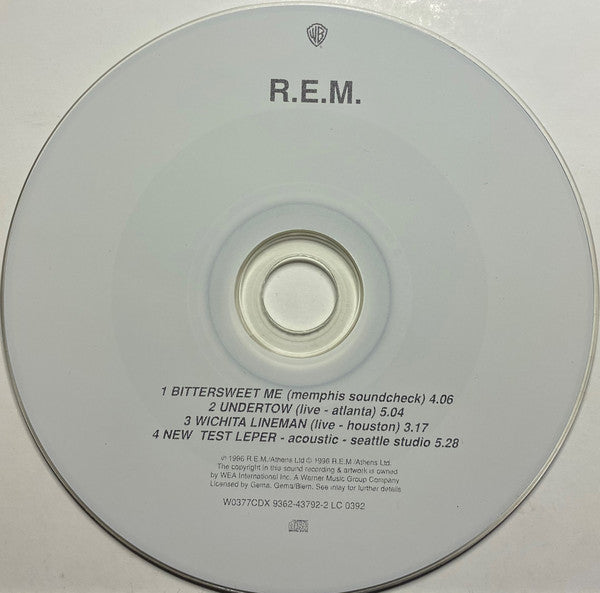 WB
R.E.M.
1 BITTERSWEET ME (memphis soundcheck) 4.06
2 UNDERTOW (live - atlanta) 5.04
3 WICHITA LINEMAN (live - houston) 3.17
4 NEW TEST LEPER - acoustic - seattle studio 5.28
℗ 1996 R.E.M./Athens Ltd © 1996 R.E.M./Athens Ltd.
The copyright in this sound recording & artwork is owned
by WEA International Inc. A Warner Music Group Company
Licensed by Gema. Gema/Biem. See inlay for further details
W0377CDX 9362-43792-2 LC 0392